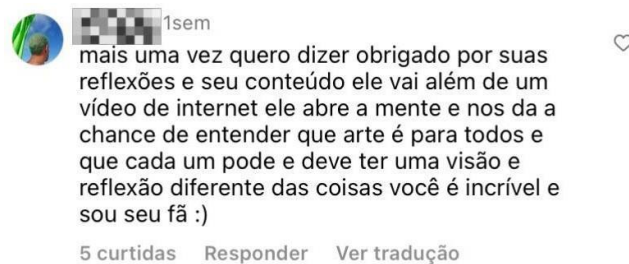 1sem
mais uma vez quero dizer obrigado por suas
reflexões e seu conteúdo ele vai além de um
vídeo de internet ele abre a mente e nos da a
chance de entender que arte é para todos e
que cada um pode e deve ter uma visão e
reflexão diferente das coisas você é incrível e
sou seu fã :)
5 curtidas Responder Ver tradução